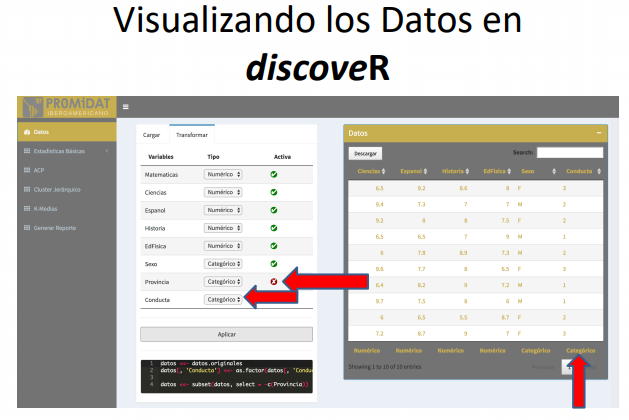 Visualizando los Datos en
discoveR
PROMiDAT
IBEROAMERICANO
Datos
Estadísticas Básicas
ACP
Cluster Jerárquico
K-Medias
Generar Reporte
Cargar Transformar
Variables Tipo Activa
Matematicas Numérico
Ciencias Numérico
Espanol Numérico
Historia Numérico
EdFisica Numérico
Sexo Categórico
Provincia Categórico
Conducta Categórico
Aplicar
1 datos <<- datos.originales
2 datos[, 'Conducta'] <<- as.factor(datos[, 'Condu
3
4 datos <<- subset(datos, select = -c(Provincia))
Datos
Descargar Search:
Ciencias Espanol Historia EdFisica Sexo Conducta
6.5 9.2 8.6 8 F 3
9.4 7.3 7 7 M 2
9.2 8 8 7.5 F 2
6.5 6.5 7 9 M 1
6 7.8 8.9 7.3 M 2
9.6 7.7 8 6.5 F 3
6.4 8.2 9 7.2 M 1
9.7 7.5 8 6 M 1
6 6.5 5.5 8.7 F 2
7.2 8.7 9 7 F 3
Numérico Numérico Numérico Numérico Categórico Categórico
Showing 1 to 10 of 10 entries